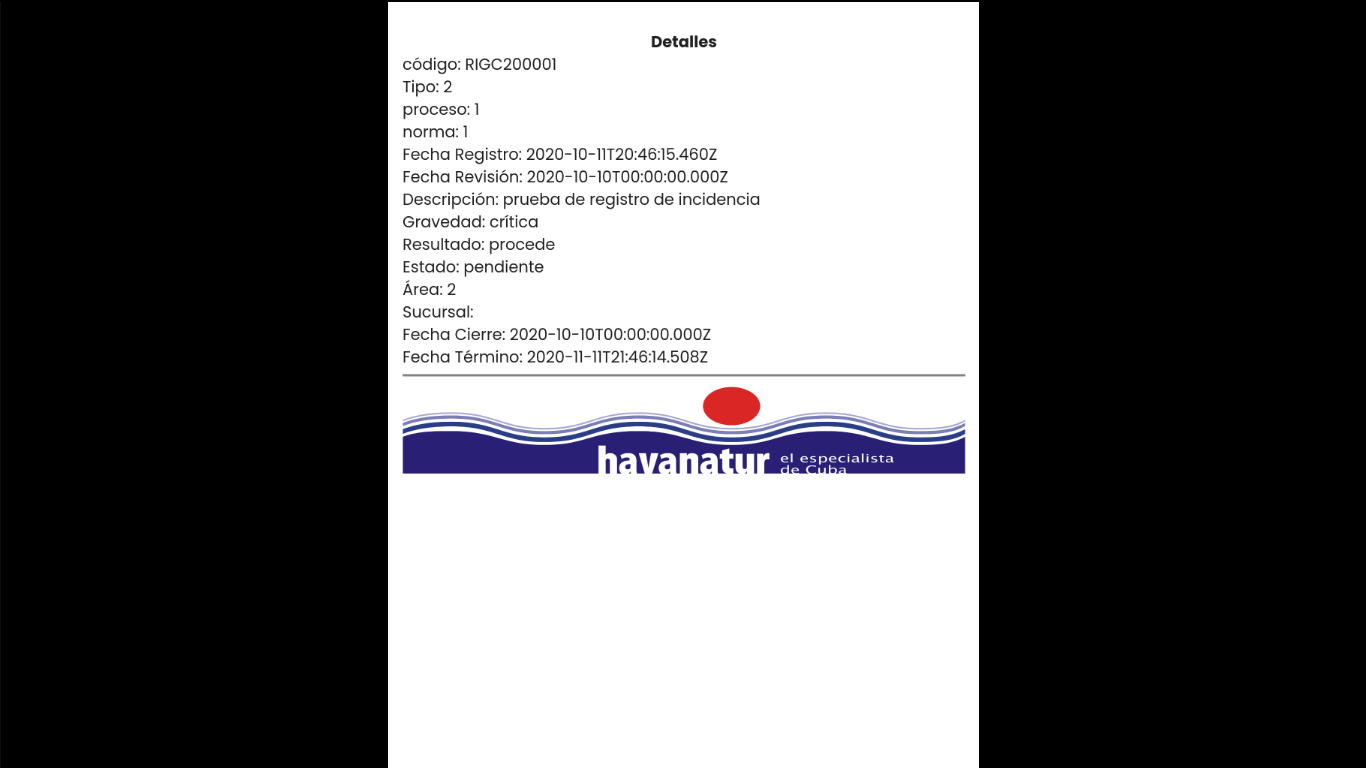 Detalles
código: RIGC200001
Tipo: 2
proceso: 1
norma: 1
Fecha Registro: 2020-10-11T20:46:15.460Z
Fecha Revisión: 2020-10-10T00:00:00.000Z
Descripción: prueba de registro de incidencia
Gravedad: crítica
Resultado: procede
Estado: pendiente
Área: 2
Sucursal:
Fecha Cierre: 2020-10-10T00:00:00.000Z
Fecha Término: 2020-11-11T21:46:14.508Z
havanatur el especialista
de Cuba